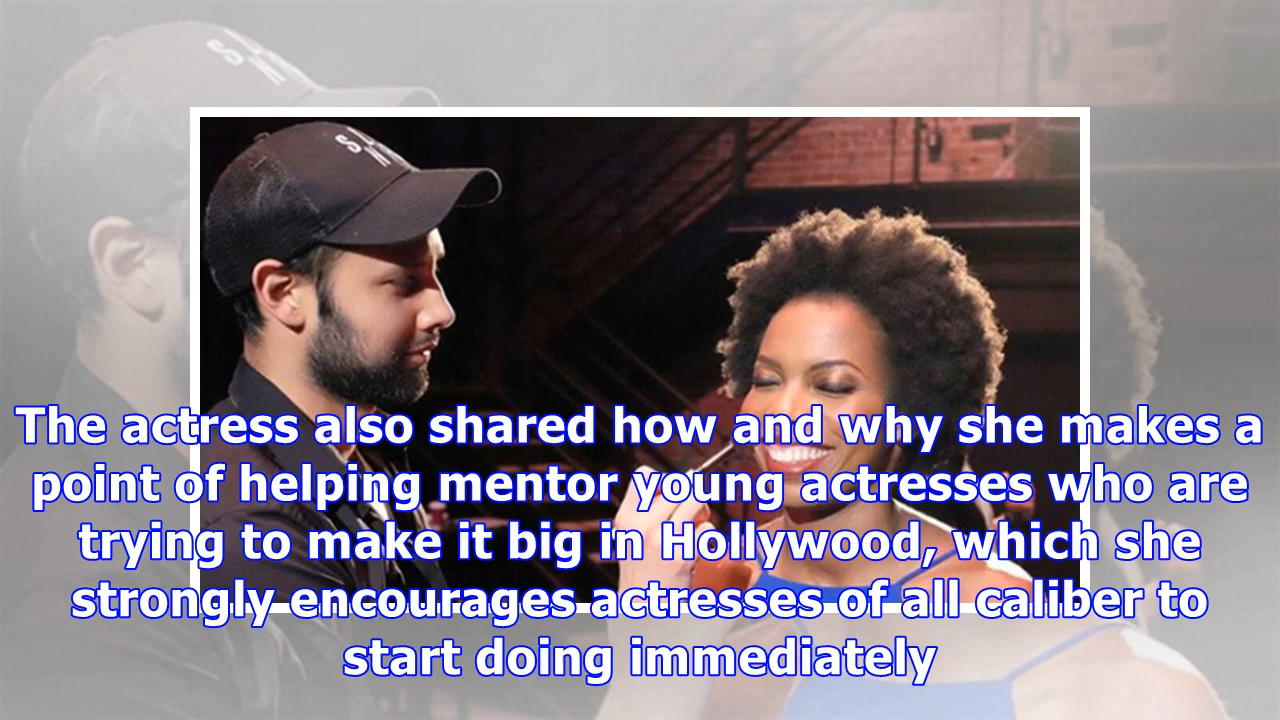 The actress also shared how and why she makes a
point of helping mentor young actresses who are
trying to make it big in Hollywood, which she
strongly encourages actresses of all caliber to
start doing immediately